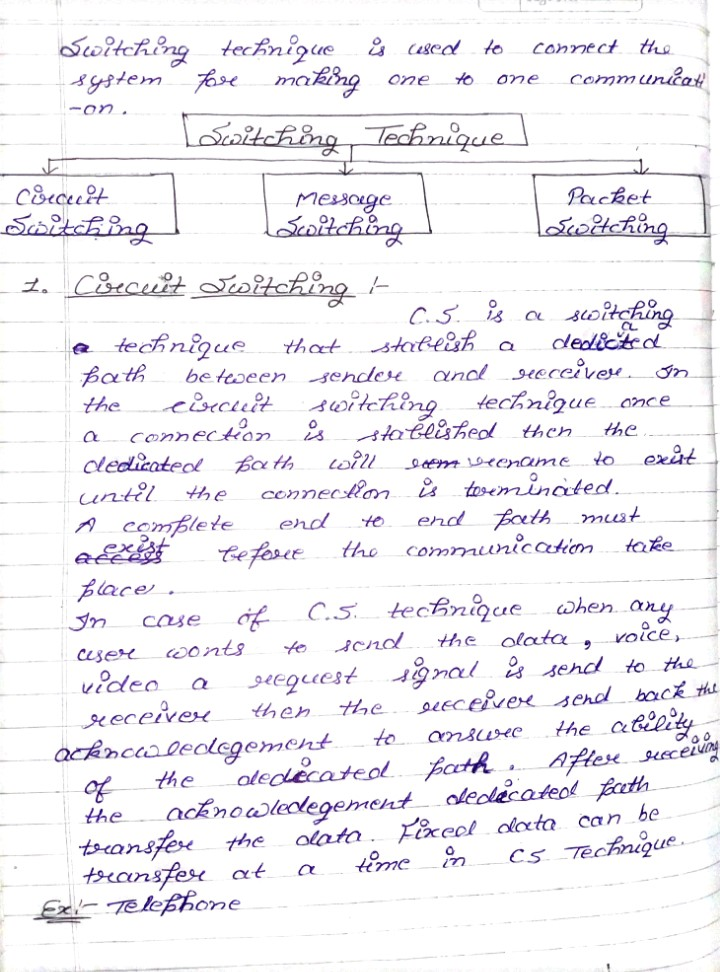 Switching technique is used to connect the
system for making one to one communicati
-on.
Switching Technique
Circuit Switching
Message Switching
Packet Switching
1. Circuit Switching :-
C.S. is a switching
technique that stablish a dedicated
path between sender and receiver. In
the circuit switching technique once
a connection is stablished then the
dedicated path will rename to exist
until the connection is terminated.
A complete end to end path must
exist before the communication take
place.
In case of C.S. technique when any
user wonts to send the data, voice,
video a request signal is send to the
receiver then the receiver send back the
acknowledegement to answre the ability
of the dedicated path. After receiving
the acknowledegement dedicated path
transfer the data. Fixed data can be
transfer at a time in CS Technique.
Ex:- Telephone